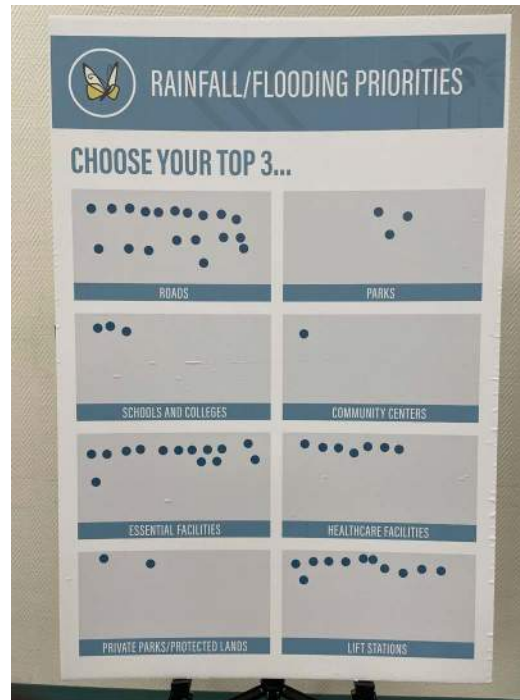 RAINFALL/FLOODING PRIORITIES
CHOOSE YOUR TOP 3...
ROADS
PARKS
SCHOOLS AND COLLEGES
COMMUNITY CENTERS
ESSENTIAL FACILITIES
HEALTHCARE FACILITIES
PRIVATE PARKS/PROTECTED LANDS
LIFT STATIONS